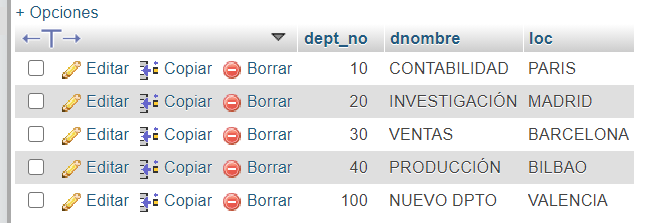 + Opciones
dept_no dnombre loc
Editar Copiar Borrar 10 CONTABILIDAD PARIS
Editar Copiar Borrar 20 INVESTIGACIÓN MADRID
Editar Copiar Borrar 30 VENTAS BARCELONA
Editar Copiar Borrar 40 PRODUCCIÓN BILBAO
Editar Copiar Borrar 100 NUEVO DPTO VALENCIA